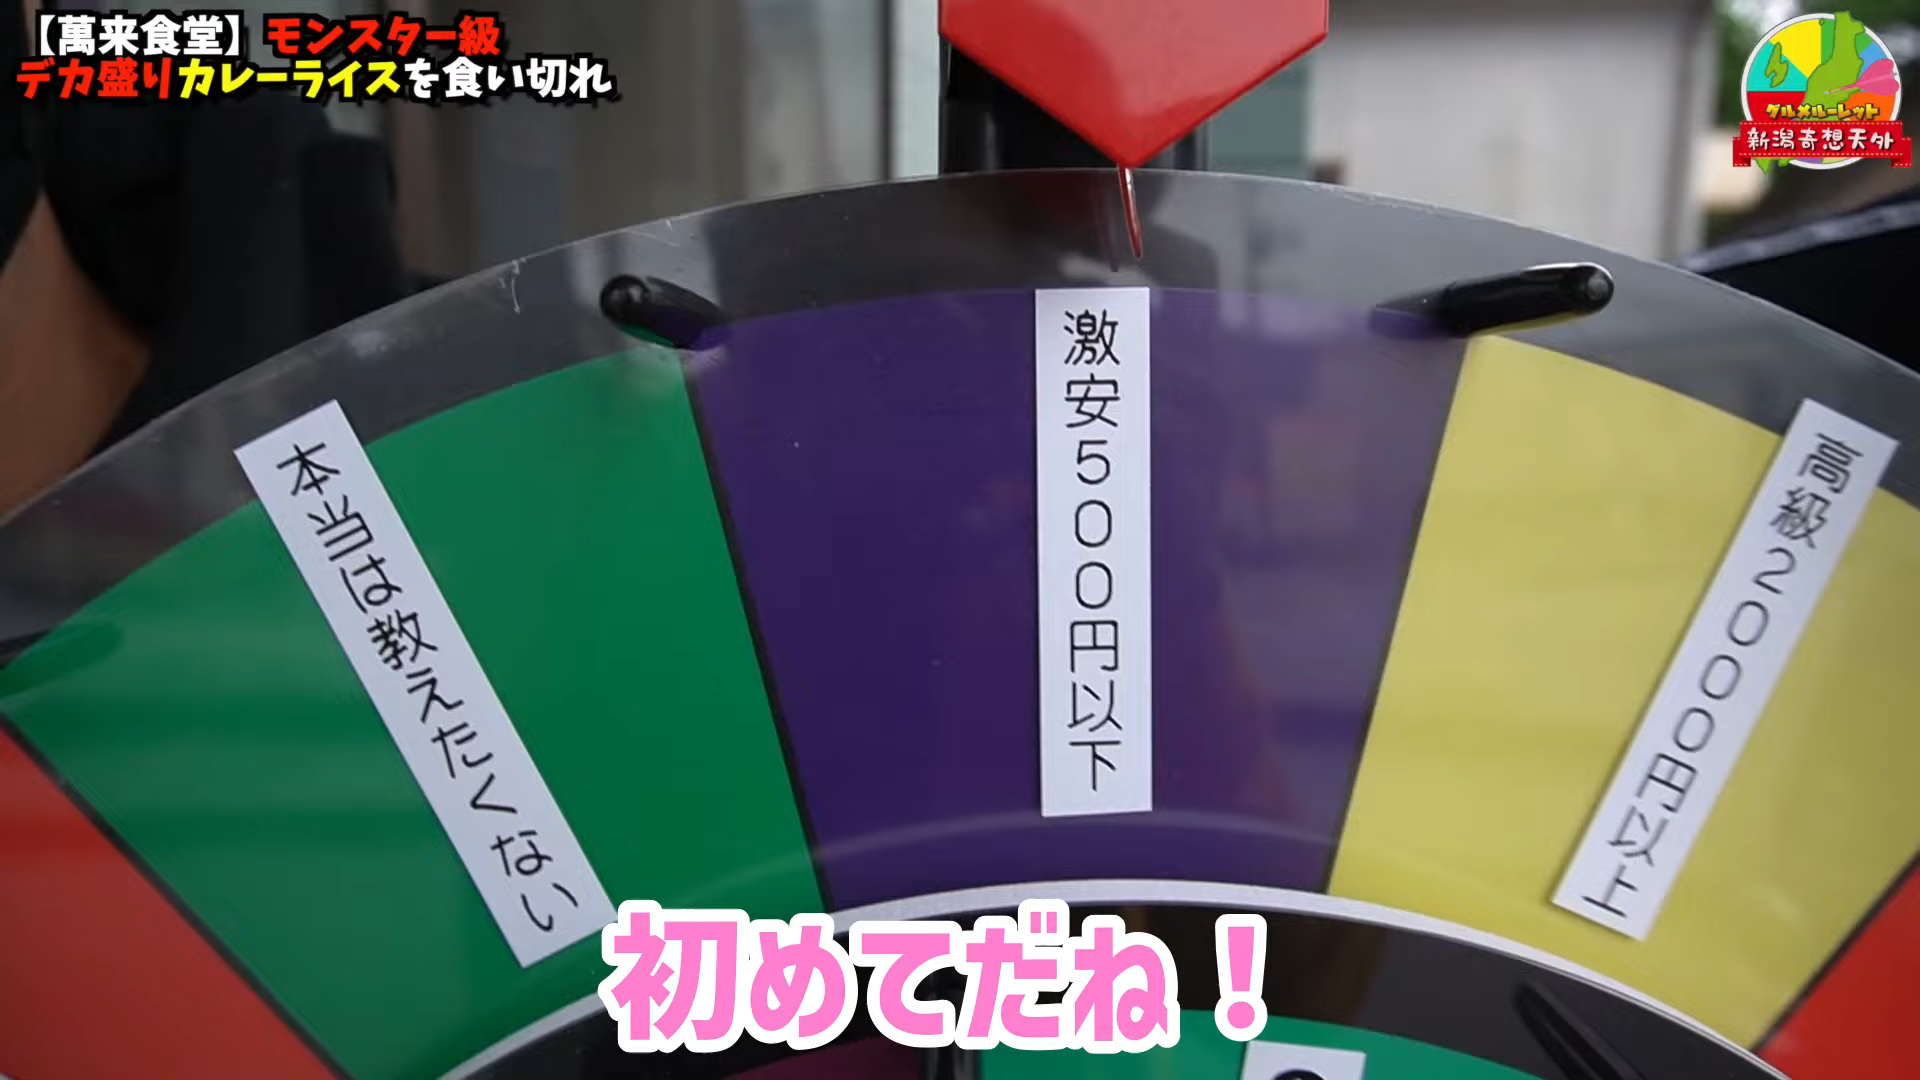 【萬来食堂】モンスター級
デカ盛りカレーライスを食い切れ
グルメルーレット
新潟奇想天外
本当は教えたくない
激安500円以下
高級2000円以上
初めてだね!